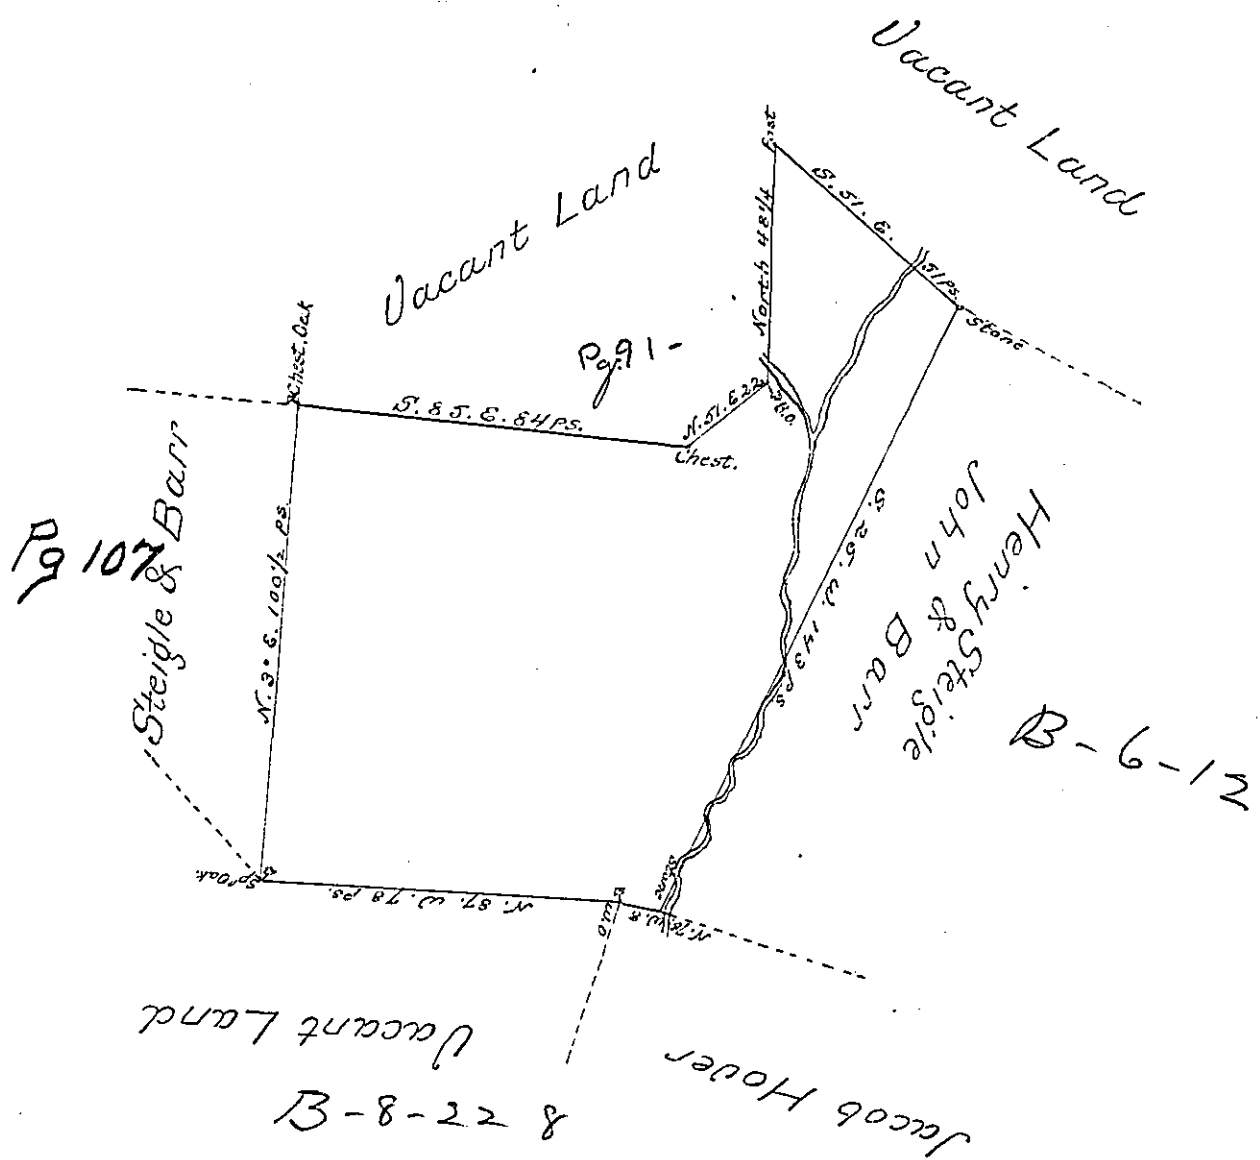 Vacant Land
Vacant Land
S. 51. E.
51 Ps.
Stone
North 48 1/4
Pg. 91 -
Chest. Oak
S. 85. E. 84 Ps.
N. 51. E. 22
Chest.
Steigle & Barr
Pg 107
N. 3° E. 100 1/2 Ps.
S. 25. W. 143 Ps
Henry Steigle
John & Barr
B-6-12
Sp. Oak
N. 87. W. 78 Ps.
W.O
Stone
N. 78. W. 8
Vacant Land
B-8-22 8
Jacob Hover